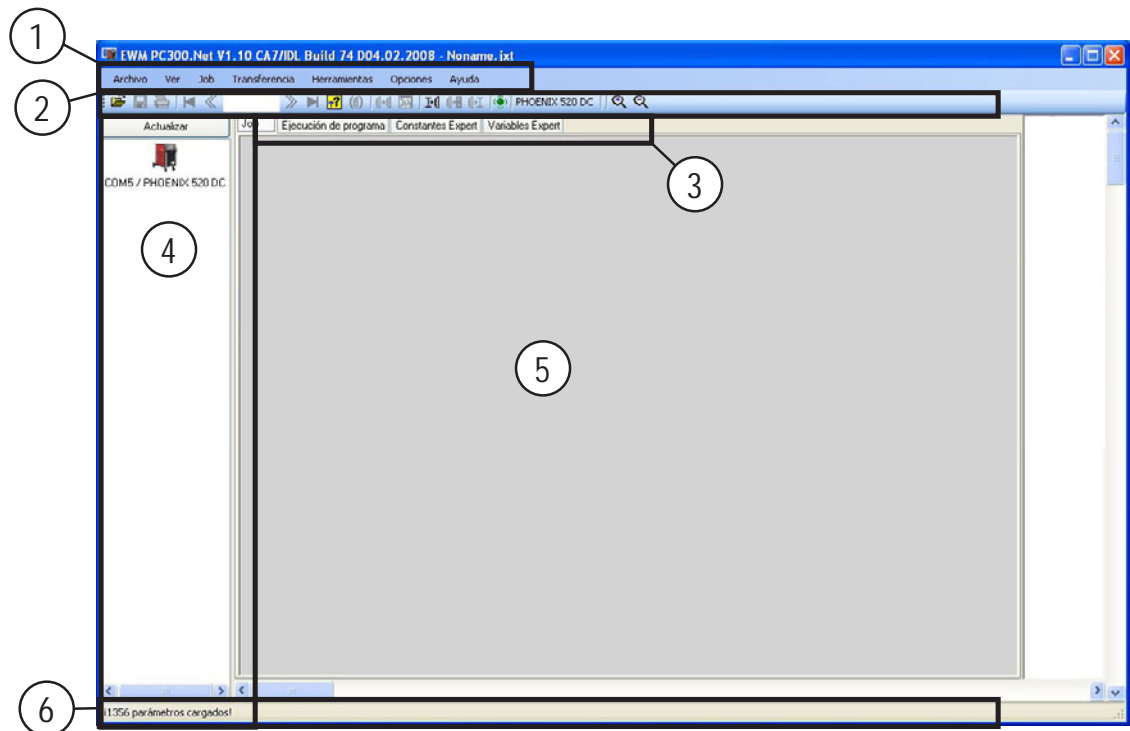 1
EWM PC300.Net V1.10 CA7/IDL Build 74 D04.02.2008 - Noname.ixt
Archivo Ver Job Transferencia Herramientas Opciones Ayuda
2
PHOENIX 520 DC
Actualizar
Ejecución de programa Constantes Expert Variables Expert
3
COM5 / PHOENIX 520 DC
4
5
6
¡1356 parámetros cargados!